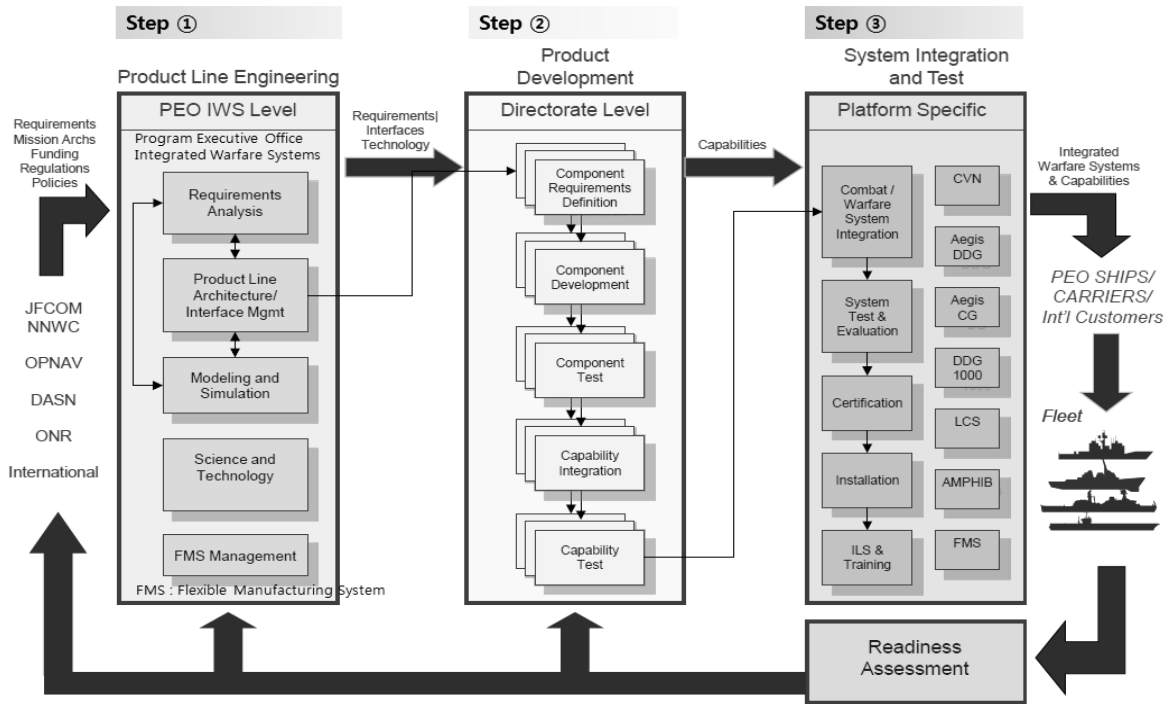 Step ①
Step ②
Step ③
Product Line Engineering
Product
Development
System Integration
and Test
Requirements
Mission Archs
Funding
Regulations
Policies
JFCOM
NNWC
OPNAV
DASN
ONR
International
PEO IWS Level
Program Executive Office
Integrated Warfare Systems
Requirements
Analysis
Product Line
Architecture/
Interface Mgmt
Modeling and
Simulation
Science and
Technology
FMS Management
FMS : Flexible Manufacturing System
Requirements|
Interfaces
Technology
Directorate Level
Component
Requirements
Definition
Component
Development
Component
Test
Capability
Integration
Capability
Test
Capabilities
Platform Specific
Combat /
Warfare
System
Integration
System
Test &
Evaluation
Certification
Installation
ILS &
Training
CVN
Aegis
DDG
Aegis
CG
DDG
1000
LCS
AMPHIB
FMS
Integrated
Warfare Systems
& Capabilities
PEO SHIPS/
CARRIERS/
Int'l Customers
Fleet
Readiness
Assessment